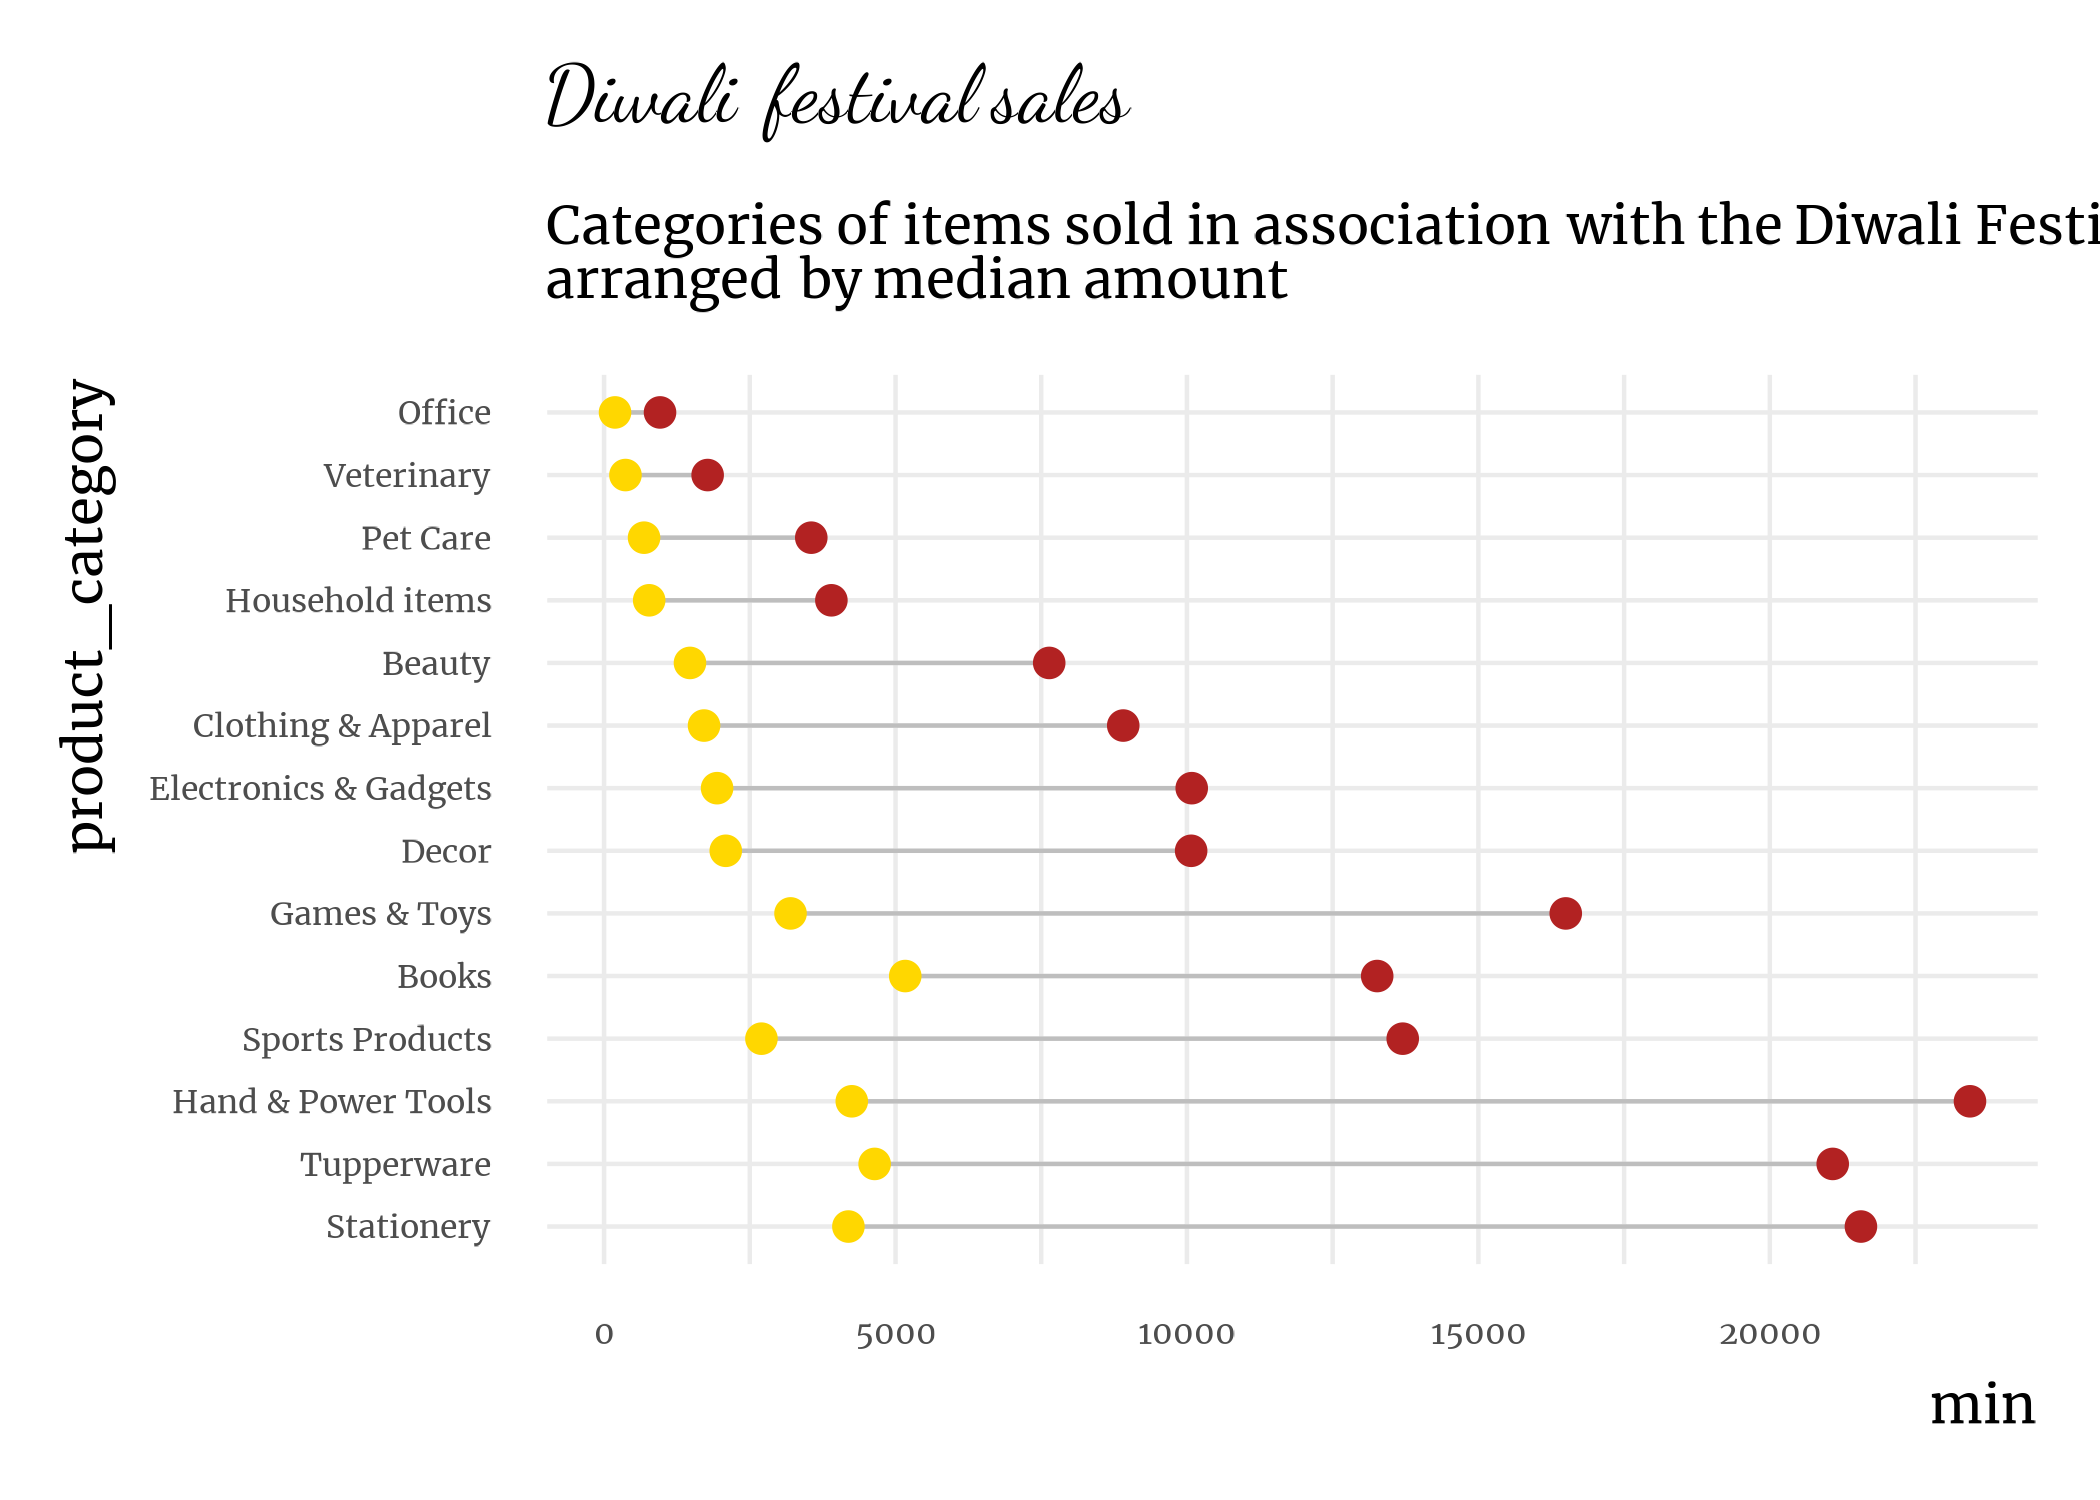 Diwali festival sales
Categories of items sold in association with the Diwali Festi
arranged by median amount
product_category
Office
Veterinary
Pet Care
Household items
Beauty
Clothing & Apparel
Electronics & Gadgets
Decor
Games & Toys
Books
Sports Products
Hand & Power Tools
Tupperware
Stationery
0 5000 10000 15000 20000
min